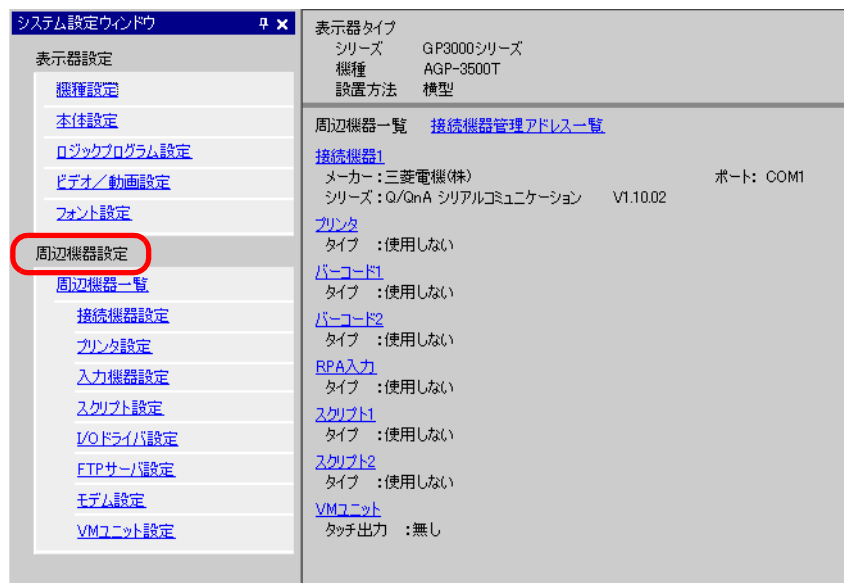 システム設定ウィンドウ
表示器設定
機種設定
本体設定
ロジックプログラム設定
ビデオ／動画設定
フォント設定
周辺機器設定
周辺機器一覧
接続機器設定
プリンタ設定
入力機器設定
スクリプト設定
I/Oドライバ設定
FTPサーバ設定
モデム設定
VMユニット設定
表示器タイプ
シリーズ GP3000シリーズ
機種 AGP-3500T
設置方法 横型
周辺機器一覧 接続機器管理アドレス一覧
接続機器1
メーカー：三菱電機(株) ポート: COM1
シリーズ：Q/QnA シリアルコミュニケーション V1.10.02
プリンタ
タイプ ：使用しない
バーコード1
タイプ ：使用しない
バーコード2
タイプ ：使用しない
RPA入力
タイプ ：使用しない
スクリプト1
タイプ ：使用しない
スクリプト2
タイプ ：使用しない
VMユニット
タッチ出力 ：無し